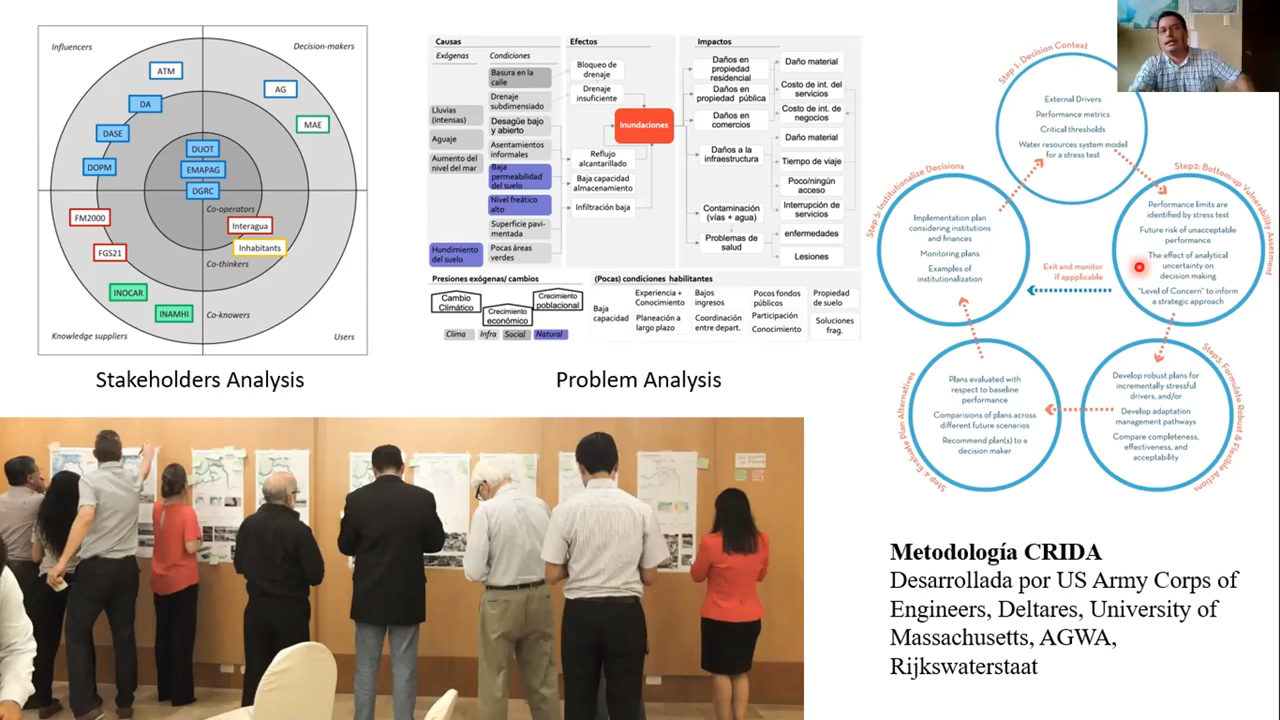 Influencers
Decision-makers
ATM
AG
DA
MAE
DASE
DUOT
DOPM
EMAPAG
DGRC
Co-operators
FM2000
Interagua
FGS21
Inhabitants
Co-thinkers
INOCAR
INAMHI
Co-knowers
Knowledge suppliers
Users
Stakeholders Analysis
Causas
Exógenas
Condiciones
Lluvias
(intensas)
Aguaje
Aumento del
nivel del mar
Hundimiento
del suelo
Basura en la
calle
Drenaje
subdimensiado
Desagüe bajo
y abierto
Asentamientos
informales
Baja
permeabilidad
del suelo
Nivel freático
alto
Superficie pavi-
mentada
Pocas áreas
verdes
Efectos
Bloqueo de
drenaje
Drenaje
insuficiente
Inundaciones
Reflujo
alcantarillado
Baja capacidad
almacenamiento
Infiltración baja
Impactos
Daños en
propiedad
residencial
Daños en
propiedad pública
Daños en
comercios
Daños a la
infraestructura
Contaminación
(vías + agua)
Problemas de
salud
Daño material
Costo de int. del
servicios
Costo de int. de
negocios
Daño material
Tiempo de viaje
Poco/ningún
acceso
Interrupción de
servicios
enfermedades
Lesiones
Presiones exógenas/ cambios
Cambio
Climático
Crecimiento
económico
Crecimiento
poblacional
Clima
Infra
Social
Natural
(Pocas) condiciones habilitantes
Baja
capacidad
Experiencia +
Conocimiento
Planeación a
largo plazo
Bajos
ingresos
Coordinación
entre depart.
Pocos fondos
públicos
Participación
Conocimiento
Propiedad
de suelo
Soluciones
frag.
Problem Analysis
Step 1: Decision Context
External Drivers
Performance metrics
Critical thresholds
Water resources system model
for a stress test
Step2: Bottom-up Vulnerability Assessment
Performance limits are
identified by stress test
Future risk of unacceptable
performance
The effect of analytical
uncertainty on
decision making
"Level of Concern" to inform
a strategic approach
Exit and monitor
if appplicable
Step3: Formulate Robust & Flexible Actions
Develop robust plans for
incrementally stressful
drivers, and/or
Develop adaptation
management pathways
Compare completeness,
effectiveness, and
acceptability
Step 4: Evaluate Plan Alternatives
Plans evaluated with
respect to baseline
performance
Comparisions of plans across
different future scenarios
Recommend plan(s) to a
decision maker
Step 5: Institutionalize Decisions
Implementation plan
considering institutions
and finances
Monitoring plans
Examples of
institutionalization
Metodología CRIDA
Desarrollada por US Army Corps of
Engineers, Deltares, University of
Massachusetts, AGWA,
Rijkswaterstaat